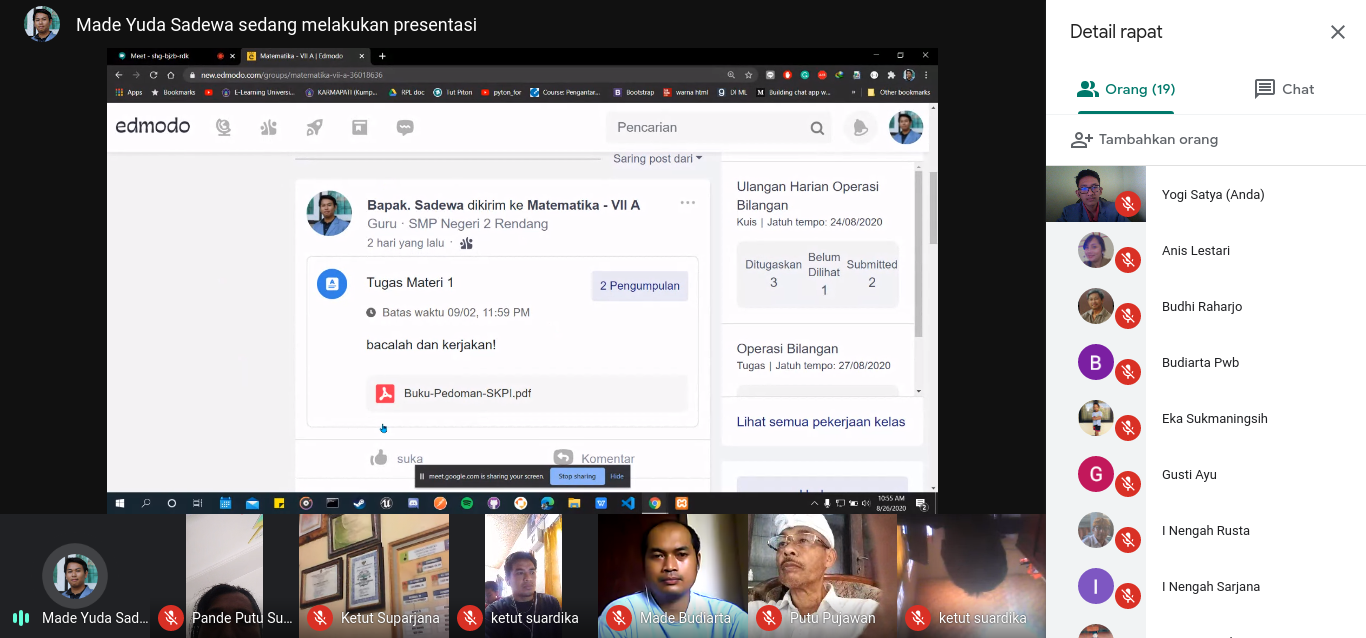 Made Yuda Sadewa sedang melakukan presentasi
Meet - shg-bjzb-rdk
Matematika - VII A | Edmodo
new.edmodo.com/groups/matematika-vii-a-36018636
Apps
Bookmarks
E-Learning Universi...
KARMAPATI (Kump...
RPL doc
Tut Piton
pyton_for
Course: Pengantar...
Bootstrap
warna html
DI ML
Building chat app w...
Other bookmarks
edmodo
Pencarian
Saring post dari
Bapak. Sadewa dikirim ke Matematika - VII A
Guru · SMP Negeri 2 Rendang
2 hari yang lalu ·
Tugas Materi 1
2 Pengumpulan
Batas waktu 09/02, 11:59 PM
bacalah dan kerjakan!
Buku-Pedoman-SKPI.pdf
suka
Komentar
Ulangan Harian Operasi
Bilangan
Kuis | Jatuh tempo: 24/08/2020
Ditugaskan
3
Belum
Dilihat
1
Submitted
2
Operasi Bilangan
Tugas | Jatuh tempo: 27/08/2020
Lihat semua pekerjaan kelas
meet.google.com is sharing your screen.
Stop sharing
Hide
10:55 AM
8/26/2020
2
Made Yuda Sad...
Pande Putu Su...
Ketut Suparjana
ketut suardika
Made Budiarta
Putu Pujawan
ketut suardika
Detail rapat
Orang (19)
Chat
Tambahkan orang
Yogi Satya (Anda)
Anis Lestari
Budhi Raharjo
B
Budiarta Pwb
Eka Sukmaningsih
G
Gusti Ayu
I Nengah Rusta
I
I Nengah Sarjana